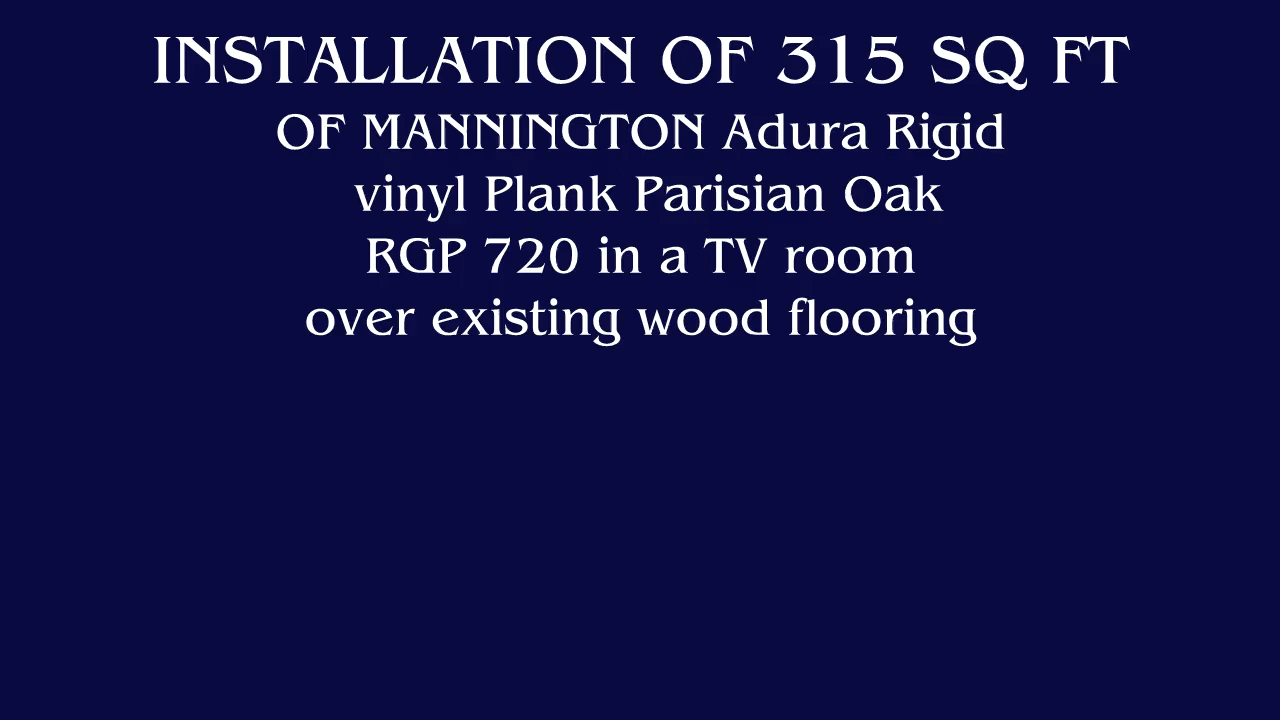 INSTALLATION OF 315 SQ FT
OF MANNINGTON Adura Rigid
vinyl Plank Parisian Oak
RGP 720 in a TV room
over existing wood flooring